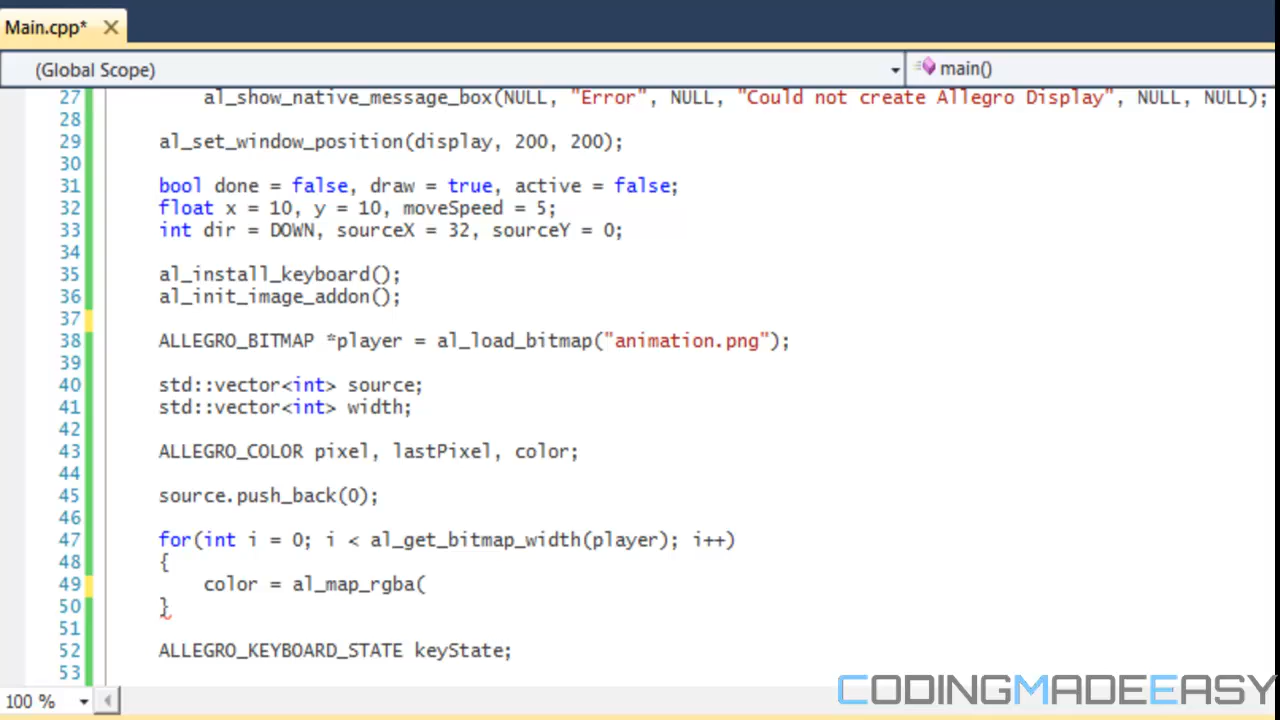 Main.cpp*
(Global Scope)
main()
27 al_show_native_message_box(NULL, "Error", NULL, "Could not create Allegro Display", NULL, NULL);
28
29 al_set_window_position(display, 200, 200);
30
31 bool done = false, draw = true, active = false;
32 float x = 10, y = 10, moveSpeed = 5;
33 int dir = DOWN, sourceX = 32, sourceY = 0;
34
35 al_install_keyboard();
36 al_init_image_addon();
37
38 ALLEGRO_BITMAP *player = al_load_bitmap("animation.png");
39
40 std::vector<int> source;
41 std::vector<int> width;
42
43 ALLEGRO_COLOR pixel, lastPixel, color;
44
45 source.push_back(0);
46
47 for(int i = 0; i < al_get_bitmap_width(player); i++)
48 {
49 color = al_map_rgba(
50 }
51
52 ALLEGRO_KEYBOARD_STATE keyState;
53
100 %
CODINGMADEEASY